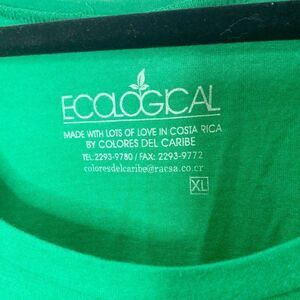 ECOLOGICAL
MADE WITH LOTS OF LOVE IN COSTA RICA
BY COLORES DEL CARIBE
TEL:2293-9780 / FAX: 2293-9772
coloresdelcaribe@racsa.co.cr
XL